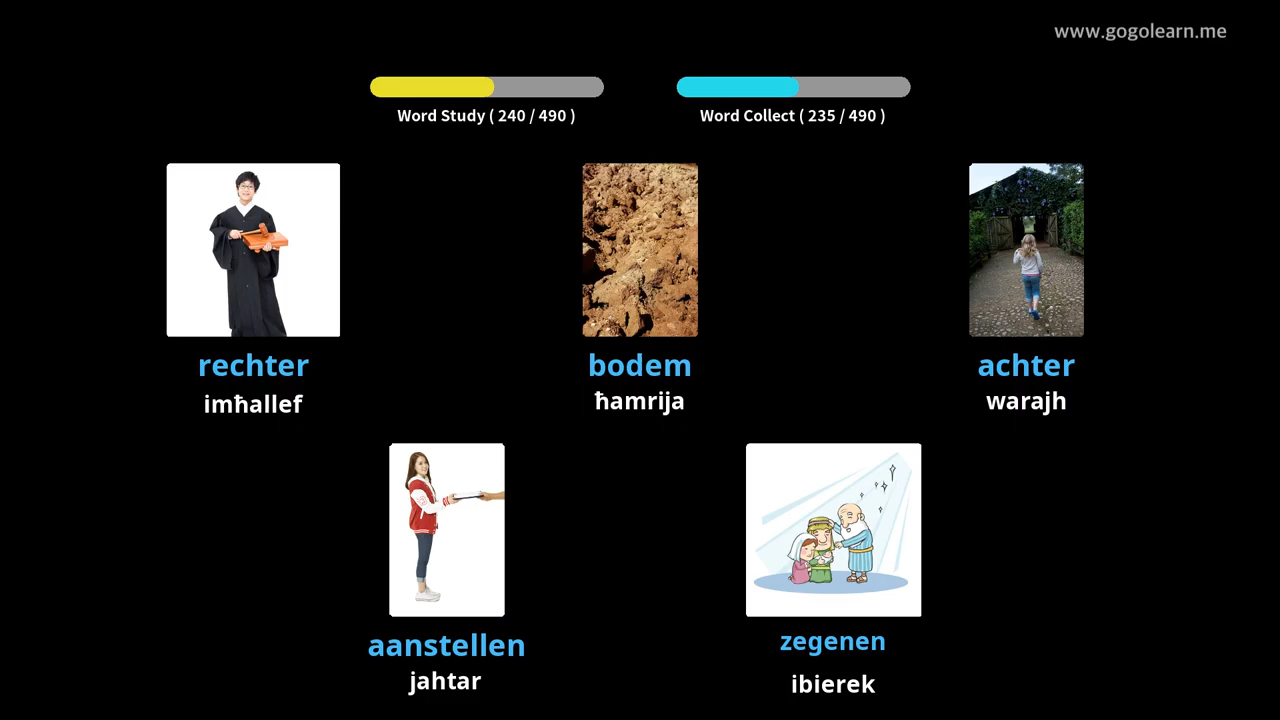 www.gogolearn.me
Word Study ( 240 / 490 )
Word Collect ( 235 / 490 )
rechter
imħallef
bodem
ħamrija
achter
warajh
aanstellen
jahtar
zegenen
ibierek